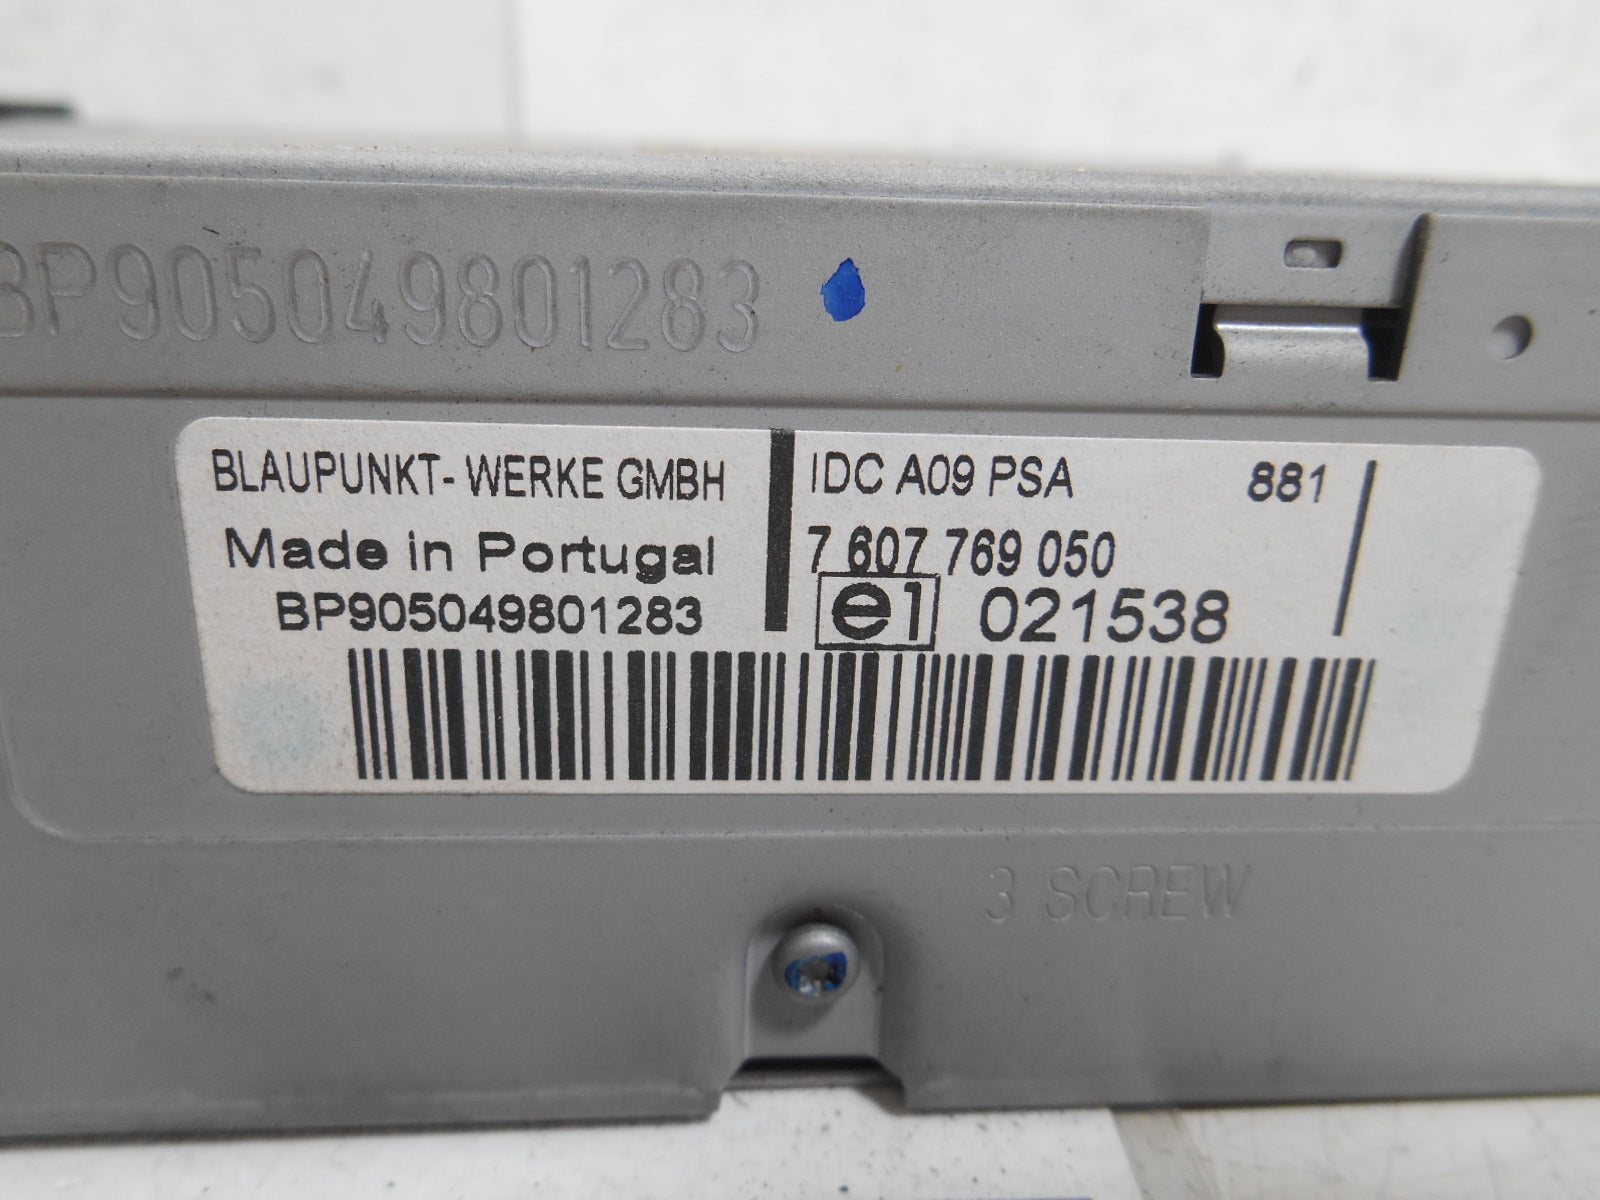 BP905049801283
BLAUPUNKT-WERKE GMBH
Made in Portugal
BP905049801283
IDC A09 PSA 881
7 607 769 050
e1 021538
3 SCREW